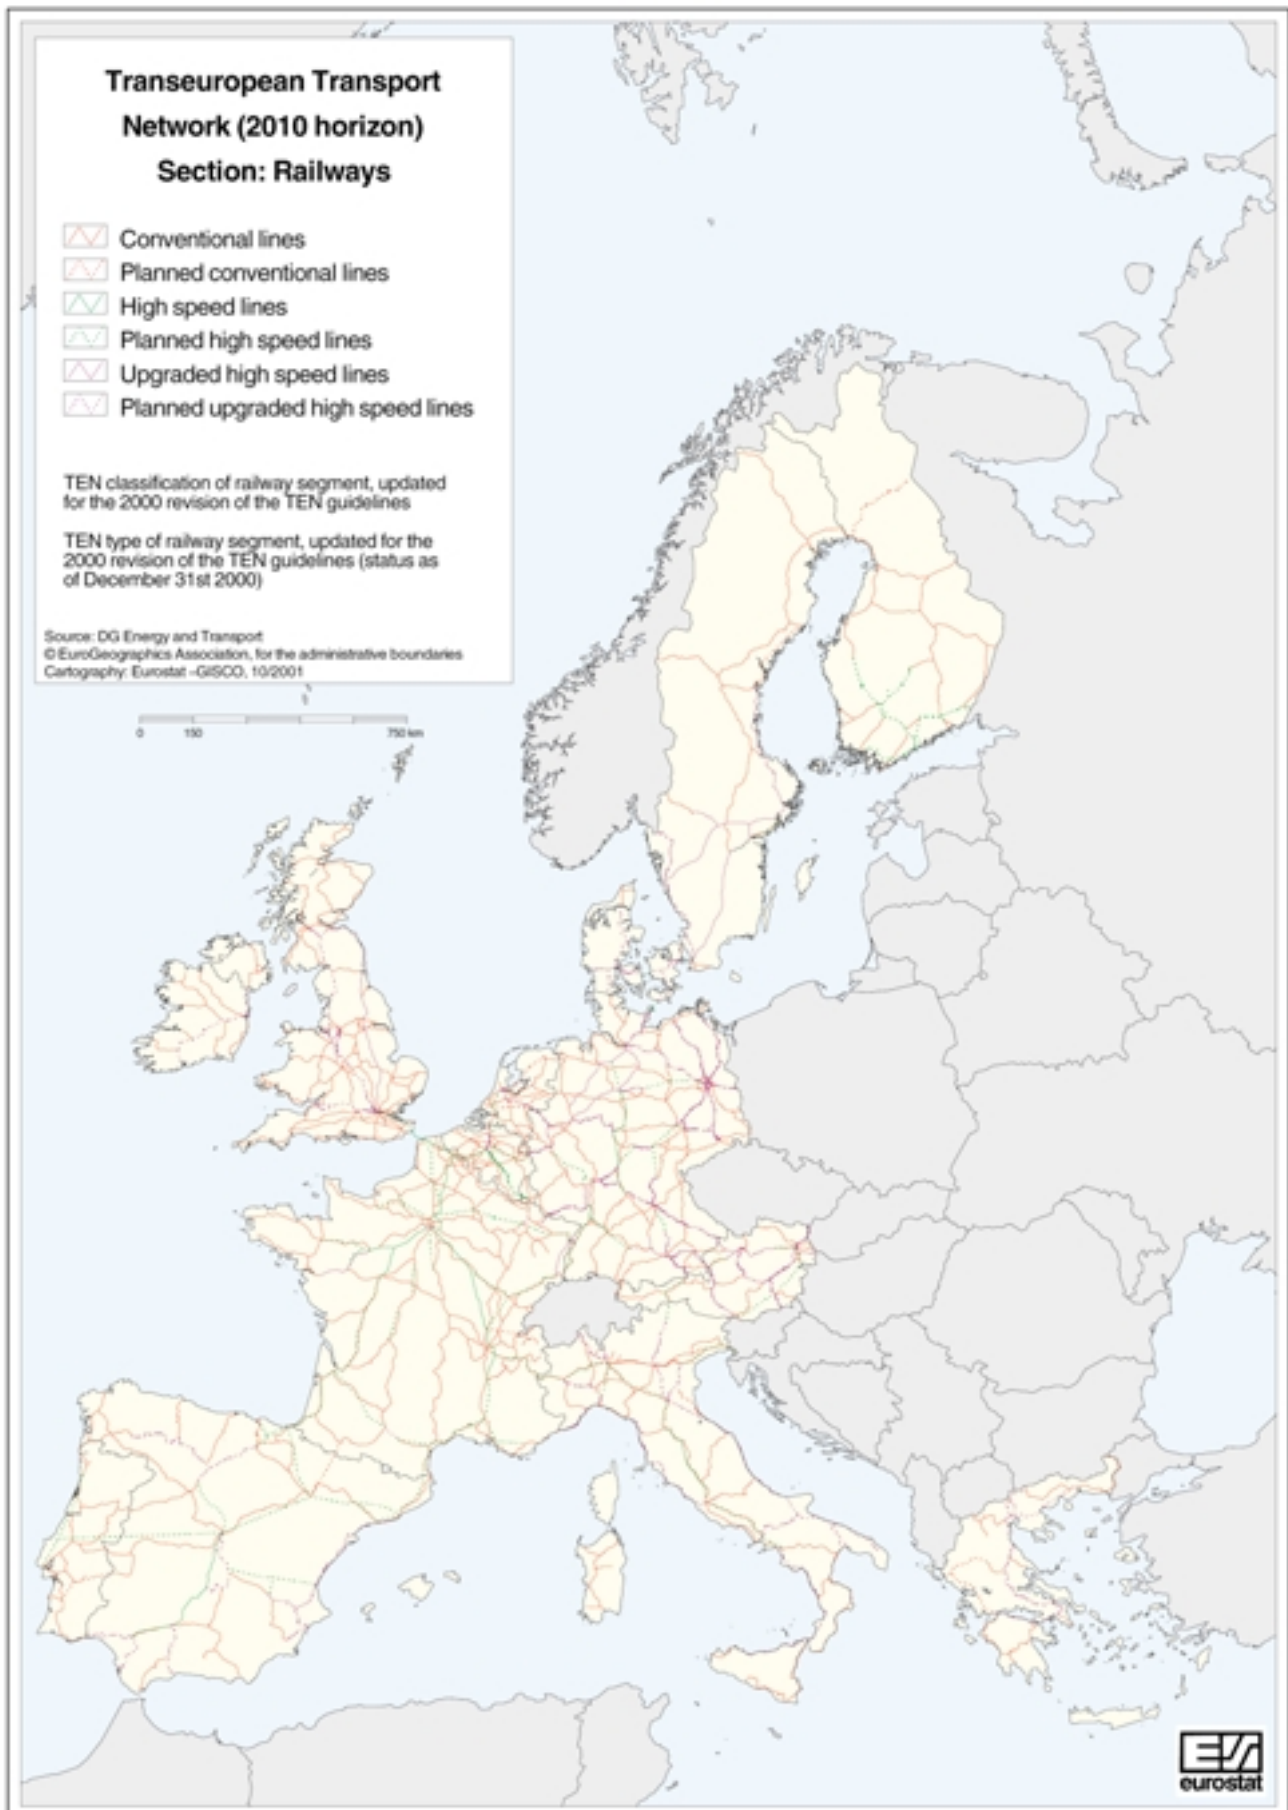 Transeuropean Transport
Network (2010 horizon)
Section: Railways
Conventional lines
Planned conventional lines
High speed lines
Planned high speed lines
Upgraded high speed lines
Planned upgraded high speed lines
TEN classification of railway segment, updated
for the 2000 revision of the TEN guidelines
TEN type of railway segment, updated for the
2000 revision of the TEN guidelines (status as
of December 31st 2000)
Source: DG Energy and Transport
© EuroGeographics Association, for the administrative boundaries
Cartography: Eurostat –GISCO, 10/2001
0 150 750 km
eurostat